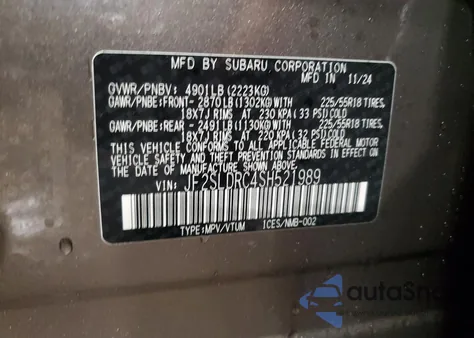 MFD BY SUBARU CORPORATION
MFD IN 11/24
GVWR/PNBV: 4901LB (2223KG)
GAWR/PNBE:FRONT- 2870LB(1302KG)WITH 225/55R18 TIRES,
18X7J RIMS AT 230 KPA( 33 PSI)COLD
GAWR/PNBE:REAR - 2491LB(1130KG)WITH 225/55R18 TIRES,
18X7J RIMS AT 220 KPA( 32 PSI)COLD
THIS VEHICLE CONFORMS TO ALL APPLICABLE FEDERAL MOTOR
VEHICLE SAFETY AND THEFT PREVENTION STANDARDS IN EFFECT ON
THE DATE OF MANUFACTURE SHOWN ABOVE.
VIN: JF2SLDRC4SH521989
TYPE:MPV/VTUM ICES/NMB-002